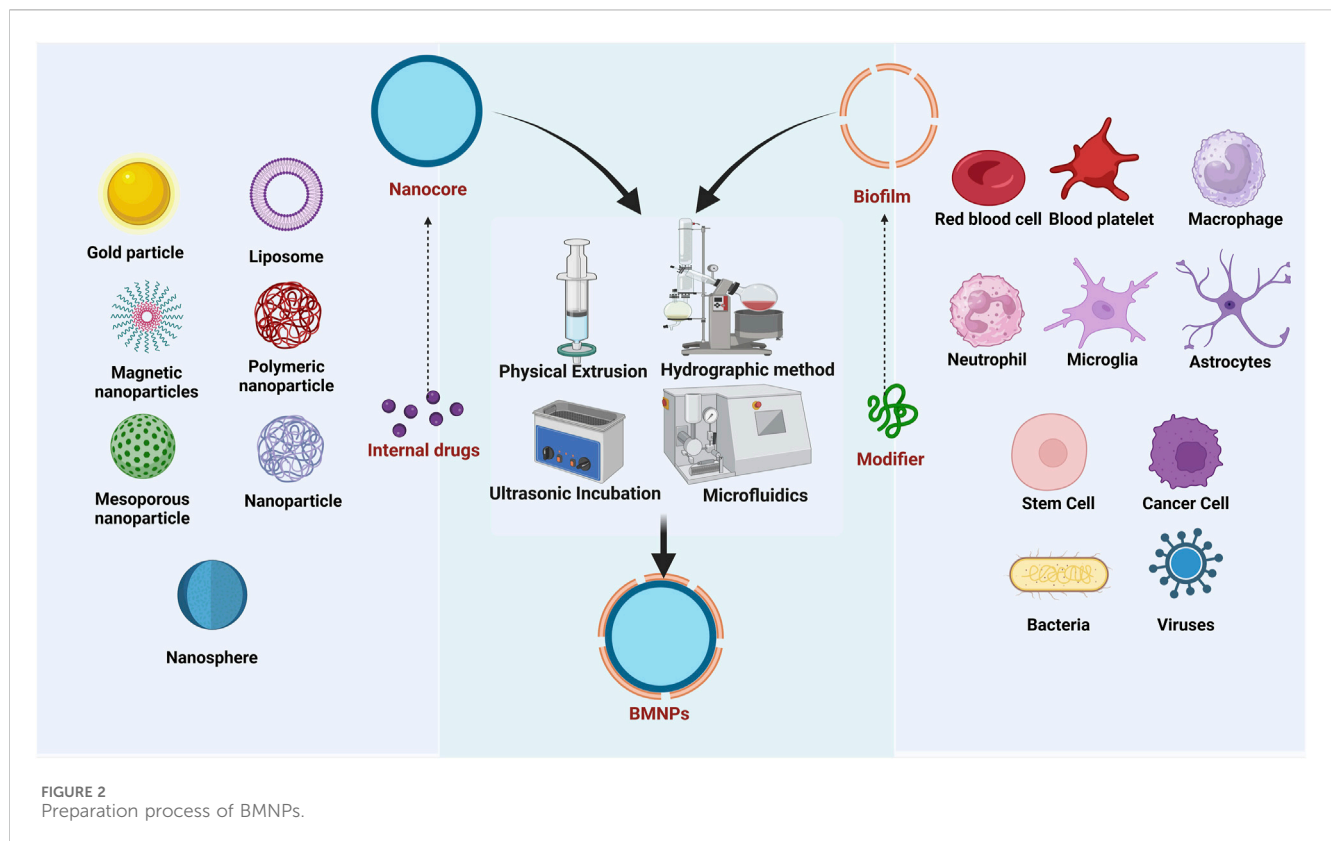 Nanocore
Biofilm
Gold particle
Liposome
Magnetic
nanoparticles
Polymeric
nanoparticle
Mesoporous
nanoparticle
Nanoparticle
Nanosphere
Internal drugs
Physical Extrusion
Hydrographic method
Ultrasonic Incubation
Microfluidics
BMNPs
Modifier
Red blood cell
Blood platelet
Macrophage
Neutrophil
Microglia
Astrocytes
Stem Cell
Cancer Cell
Bacteria
Viruses
FIGURE 2
Preparation process of BMNPs.